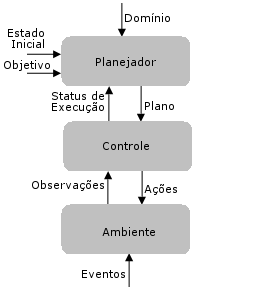 Domínio
Estado
Inicial
Objetivo
Planejador
Status de
Execução
Plano
Controle
Observações
Ações
Ambiente
Eventos